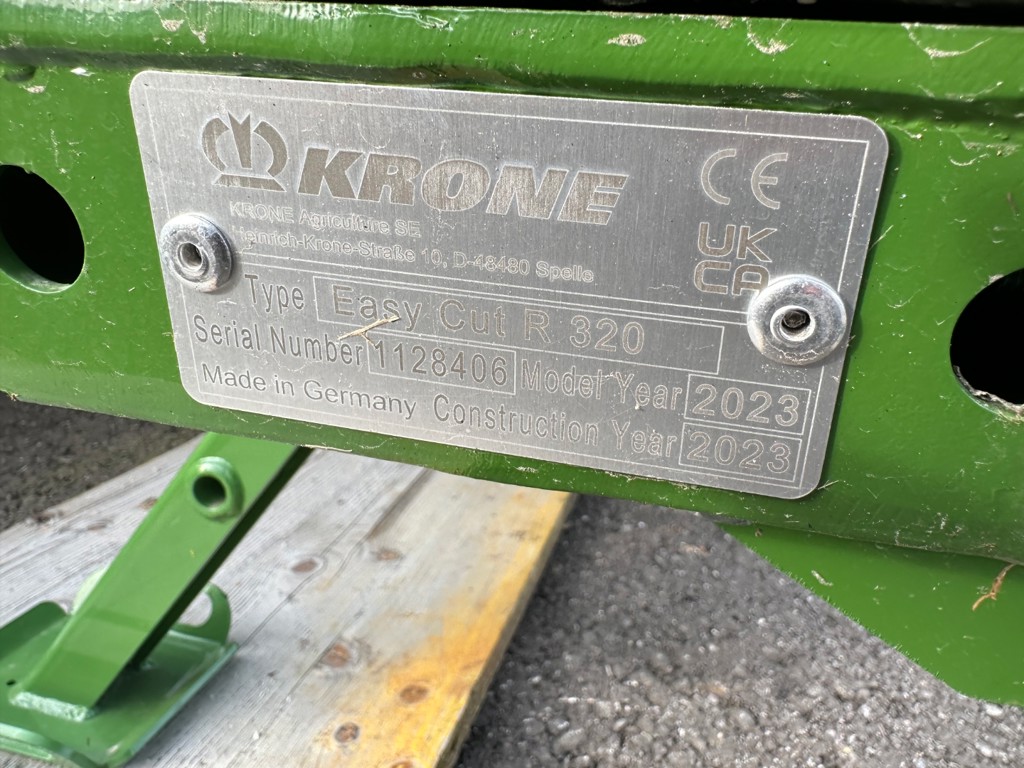 KRONE
CE
KRONE Agriculture SE
Heinrich-Krone-Straße 10, D-48480 Spelle
UK
CA
Type Easy Cut R 320
Serial Number 1128406 Model Year 2023
Made in Germany Construction Year 2023